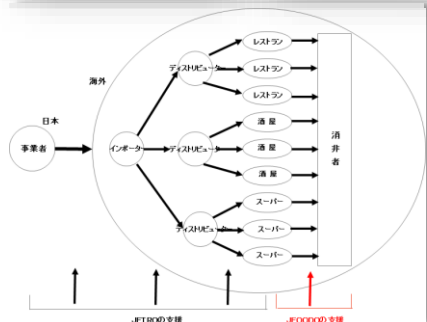 海外
日本
事業者
インポーター
ディストリビューター
ディストリビューター
ディストリビューター
レストラン
レストラン
レストラン
酒 屋
酒 屋
酒 屋
スーパー
スーパー
スーパー
消
非
者
JETROの支援
JFOODOの支援